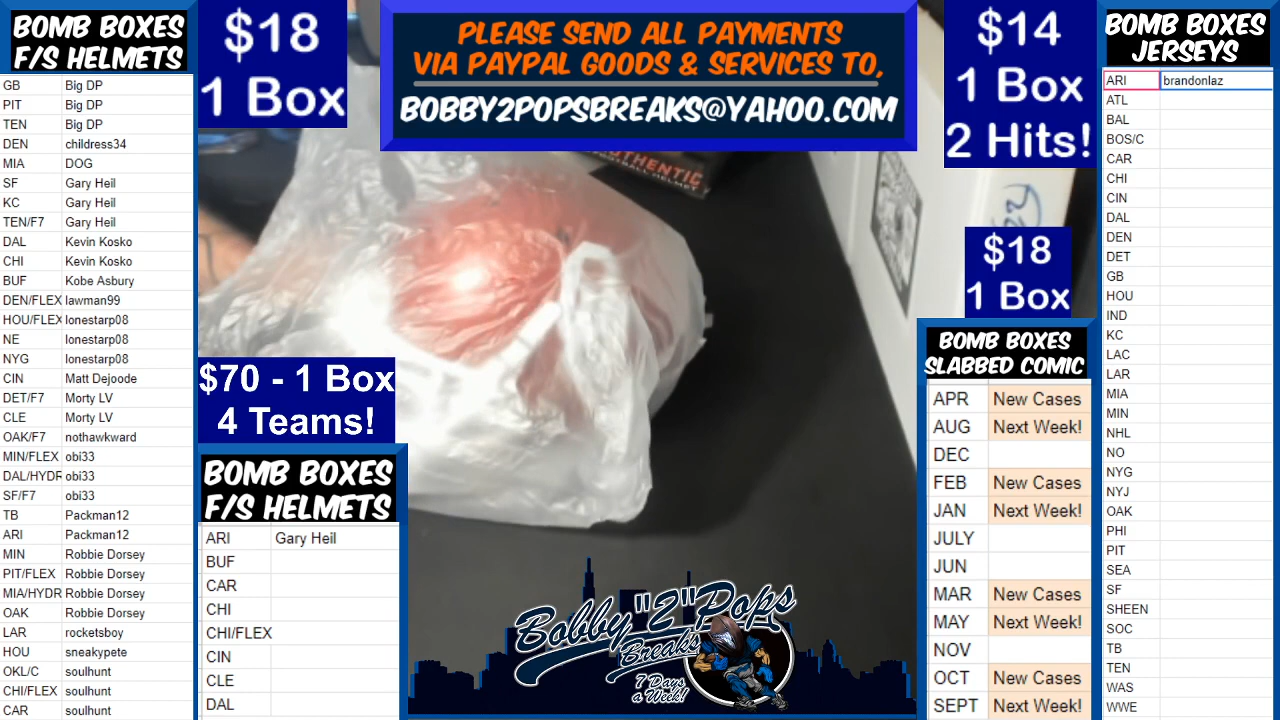 BOMB BOXES
F/S HELMETS
GB Big DP
PIT Big DP
TEN Big DP
DEN childress34
MIA DOG
SF Gary Heil
KC Gary Heil
TEN/F7 Gary Heil
DAL Kevin Kosko
CHI Kevin Kosko
BUF Kobe Asbury
DEN/FLEX lawman99
HOU/FLEX lonestarp08
NE lonestarp08
NYG lonestarp08
CIN Matt Dejoode
DET/F7 Morty LV
CLE Morty LV
OAK/F7 nothawkward
MIN/FLEX obi33
DAL/HYDR obi33
SF/F7 obi33
TB Packman12
ARI Packman12
MIN Robbie Dorsey
PIT/FLEX Robbie Dorsey
MIA/HYDR Robbie Dorsey
OAK Robbie Dorsey
LAR rocketsboy
HOU sneakypete
OKL/C soulhunt
CHI/FLEX soulhunt
CAR soulhunt
$18
1 Box
$70 - 1 Box
4 Teams!
BOMB BOXES
F/S HELMETS
ARI Gary Heil
BUF
CAR
CHI
CHI/FLEX
CIN
CLE
DAL
PLEASE SEND ALL PAYMENTS
VIA PAYPAL GOODS & SERVICES TO,
BOBBY2POPSBREAKS@YAHOO.COM
AUTHENTIC
FOOTBALL HELMET
Bobby "2" Pops
Breaks
7 Days
a Week!
$14
1 Box
2 Hits!
$18
1 Box
BOMB BOXES
SLABBED COMIC
APR New Cases
AUG Next Week!
DEC
FEB New Cases
JAN Next Week!
JULY
JUN
MAR New Cases
MAY Next Week!
NOV
OCT New Cases
SEPT Next Week!
BOMB BOXES
JERSEYS
ARI brandonlaz
ATL
BAL
BOS/C
CAR
CHI
CIN
DAL
DEN
DET
GB
HOU
IND
KC
LAC
LAR
MIA
MIN
NHL
NO
NYG
NYJ
OAK
PHI
PIT
SEA
SF
SHEEN
SOC
TB
TEN
WAS
WWE